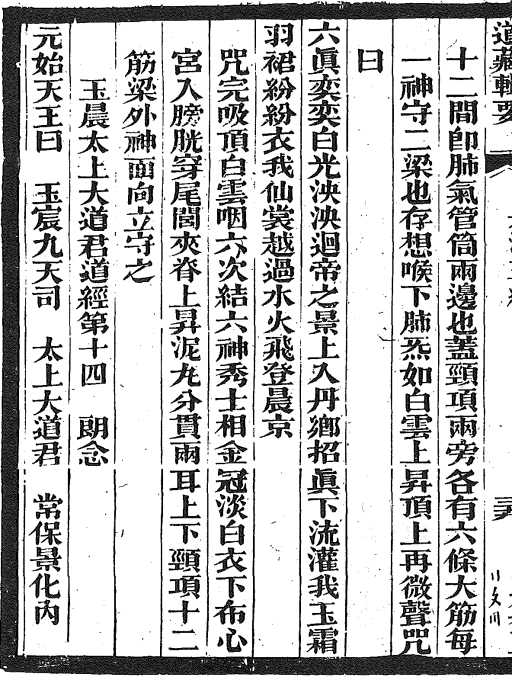 道藏輯要
十二間卽肺氣管筒兩邊也蓋頸項兩旁各有六條大筋每
一神守二梁也存想喉下肺炁如白雲上昇頂上再微聲咒
曰
六眞奕奕白光泱泱迴帝之景上入丹鄉招眞下流灌我玉霜
羽裙紛紛衣我仙裳越過水火飛登晨京
咒完吸頂白雲咽六次結六神秀士相金冠淡白衣下布心
宮入膀胱穿尾閭夾脊上昇泥丸分貫兩耳上下頸項十二
筋梁外神面向立守之
玉晨太上大道君道經第十四　朗念
元始天王曰　玉宸九天司　太上大道君　常保景化內